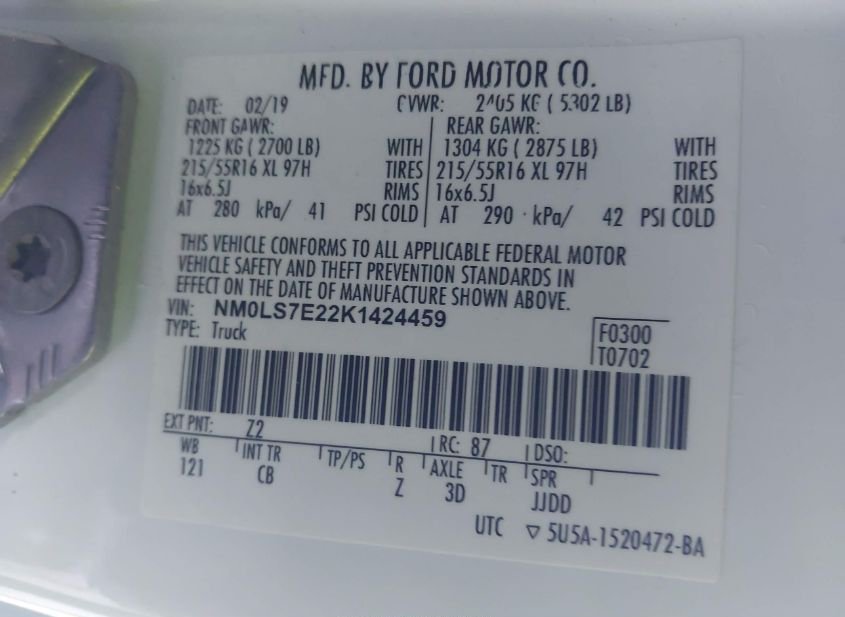 MFD. BY FORD MOTOR CO.
DATE: 02/19 GVWR: 2405 KG ( 5302 LB)
FRONT GAWR: REAR GAWR:
1225 KG ( 2700 LB) WITH 1304 KG ( 2875 LB) WITH
215/55R16 XL 97H TIRES 215/55R16 XL 97H TIRES
16x6.5J RIMS 16x6.5J RIMS
AT 280 kPa/ 41 PSI COLD AT 290 kPa/ 42 PSI COLD
THIS VEHICLE CONFORMS TO ALL APPLICABLE FEDERAL MOTOR
VEHICLE SAFETY AND THEFT PREVENTION STANDARDS IN
EFFECT ON THE DATE OF MANUFACTURE SHOWN ABOVE.
VIN: NM0LS7E22K1424459
TYPE: Truck
F0300
T0702
EXT PNT: Z2 RC: 87 DSO:
WB INT TR TP/PS R AXLE TR SPR
121 CB Z 3D JJDD
UTC ▽ 5U5A-1520472-BA